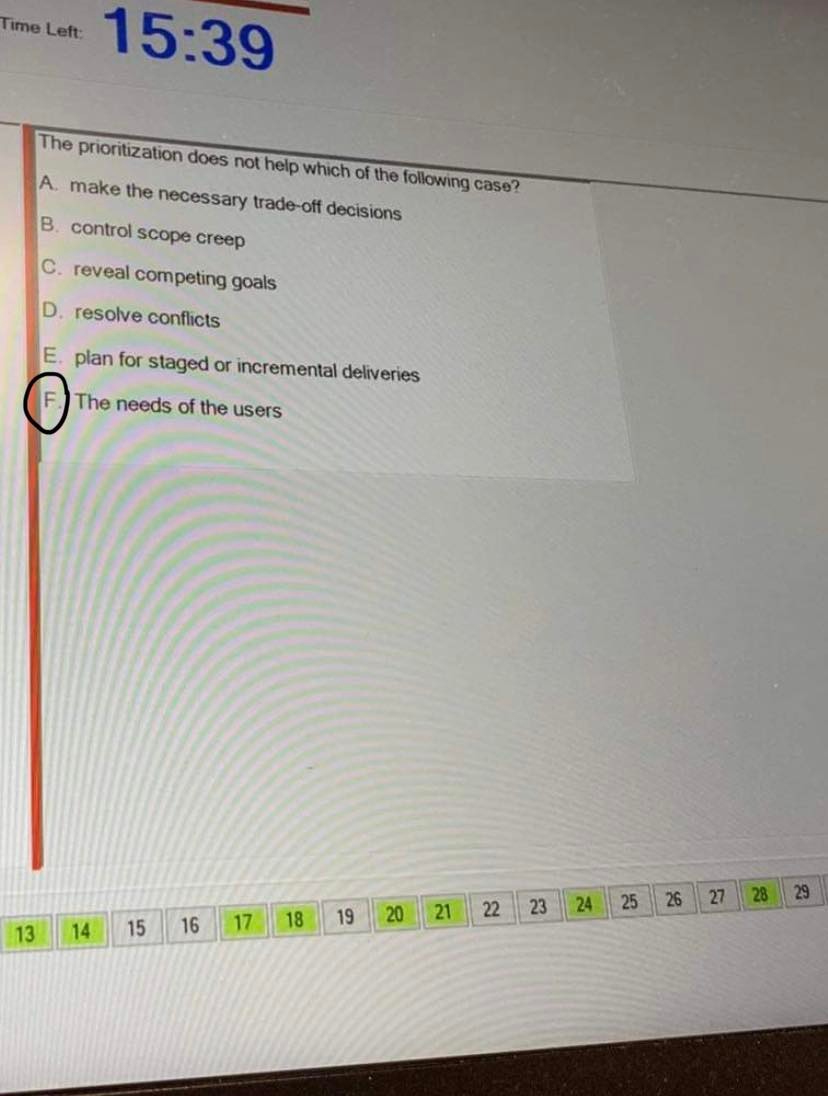 Time Left: 15:39
The prioritization does not help which of the following case?
A. make the necessary trade-off decisions
B. control scope creep
C. reveal competing goals
D. resolve conflicts
E. plan for staged or incremental deliveries
F. The needs of the users
13 14 15 16 17 18 19 20 21 22 23 24 25 26 27 28 29